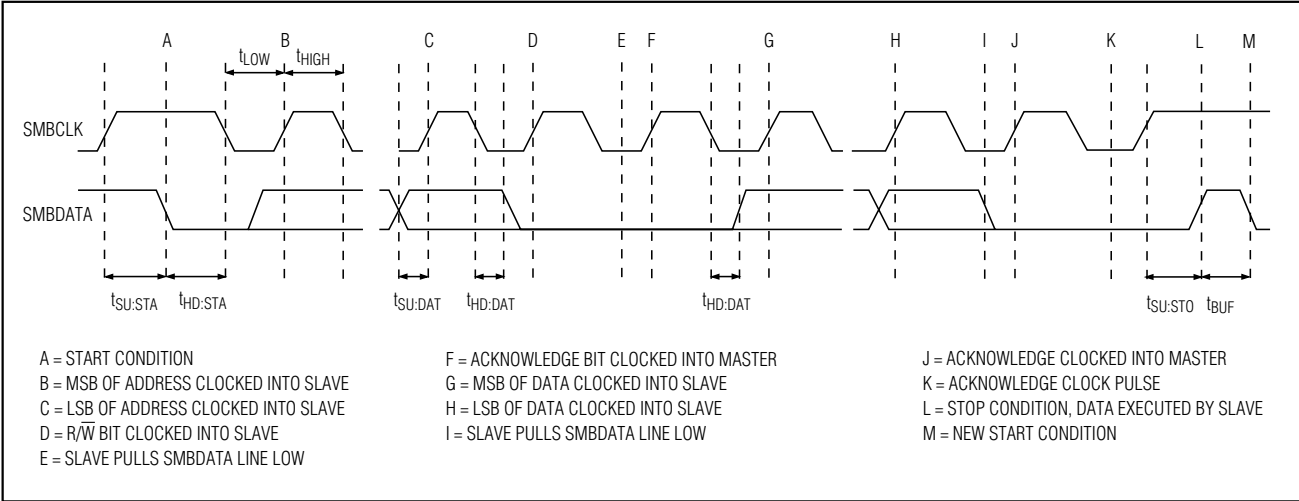 A B C D E F G H I J K L M
tLOW tHIGH
SMBCLK
SMBDATA
tSU:STA tHD:STA tSU:DAT tHD:DAT tHD:DAT tSU:STO tBUF
A = START CONDITION
B = MSB OF ADDRESS CLOCKED INTO SLAVE
C = LSB OF ADDRESS CLOCKED INTO SLAVE
D = R/W̅ BIT CLOCKED INTO SLAVE
E = SLAVE PULLS SMBDATA LINE LOW
F = ACKNOWLEDGE BIT CLOCKED INTO MASTER
G = MSB OF DATA CLOCKED INTO SLAVE
H = LSB OF DATA CLOCKED INTO SLAVE
I = SLAVE PULLS SMBDATA LINE LOW
J = ACKNOWLEDGE CLOCKED INTO MASTER
K = ACKNOWLEDGE CLOCK PULSE
L = STOP CONDITION, DATA EXECUTED BY SLAVE
M = NEW START CONDITION